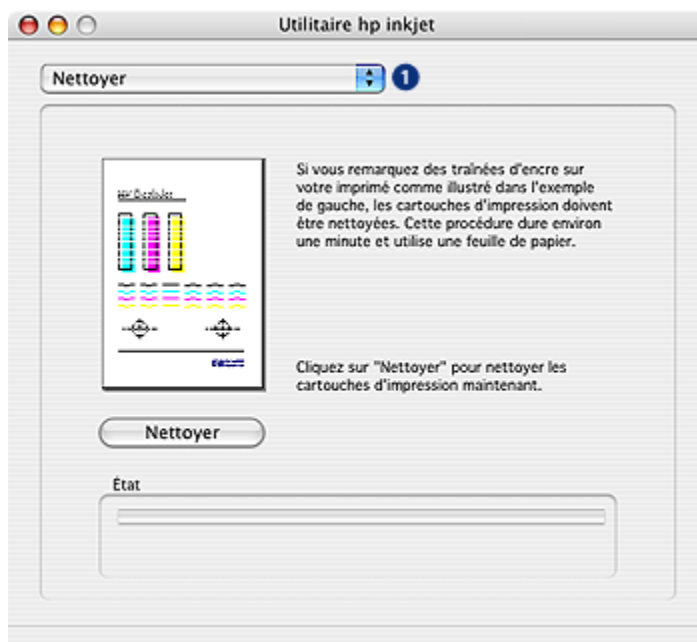 Utilitaire hp inkjet
Nettoyer
1
Si vous remarquez des traînées d'encre sur
votre imprimé comme illustré dans l'exemple
de gauche, les cartouches d'impression doivent
être nettoyées. Cette procédure dure environ
une minute et utilise une feuille de papier.
Cliquez sur "Nettoyer" pour nettoyer les
cartouches d'impression maintenant.
Nettoyer
État